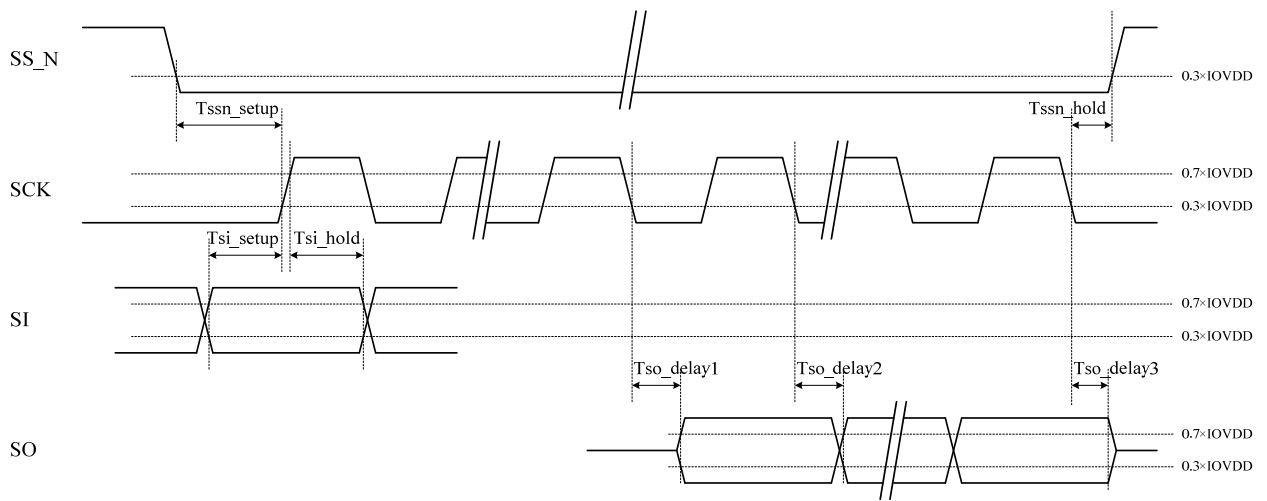 SS_N
0.3×IOVDD
Tssn_setup
Tssn_hold
SCK
0.7×IOVDD
0.3×IOVDD
Tsi_setup
Tsi_hold
SI
0.7×IOVDD
0.3×IOVDD
Tso_delay1
Tso_delay2
Tso_delay3
SO
0.7×IOVDD
0.3×IOVDD